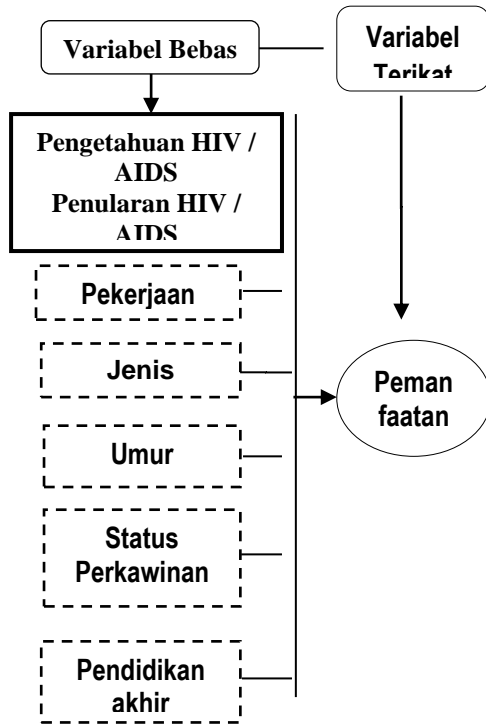 Variabel Bebas
Variabel
Terikat
Pengetahuan HIV /
AIDS
Penularan HIV /
AIDS
Pekerjaan
Jenis
Umur
Status
Perkawinan
Pendidikan
akhir
Peman
faatan